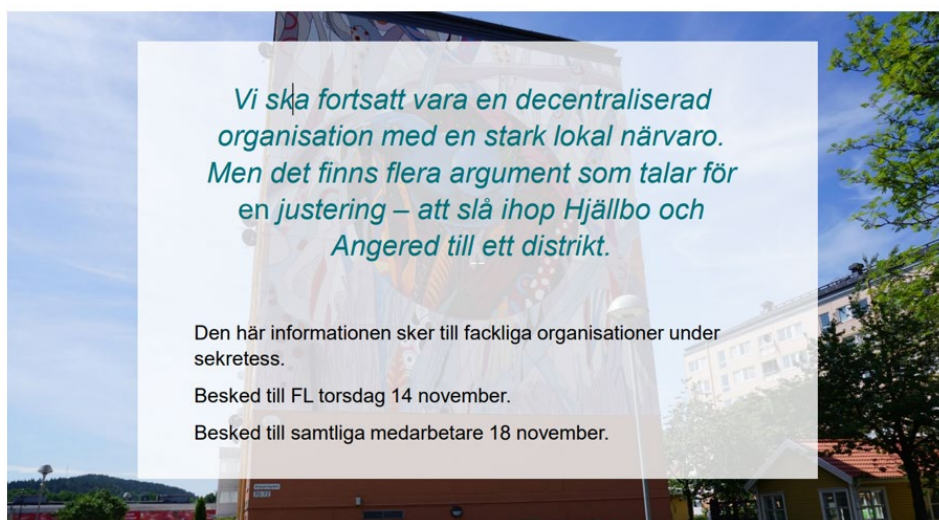 Vi ska fortsatt vara en decentraliserad
organisation med en stark lokal närvaro.
Men det finns flera argument som talar för
en justering – att slå ihop Hjällbo och
Angered till ett distrikt.
Den här informationen sker till fackliga organisationer under
sekretess.
Besked till FL torsdag 14 november.
Besked till samtliga medarbetare 18 november.